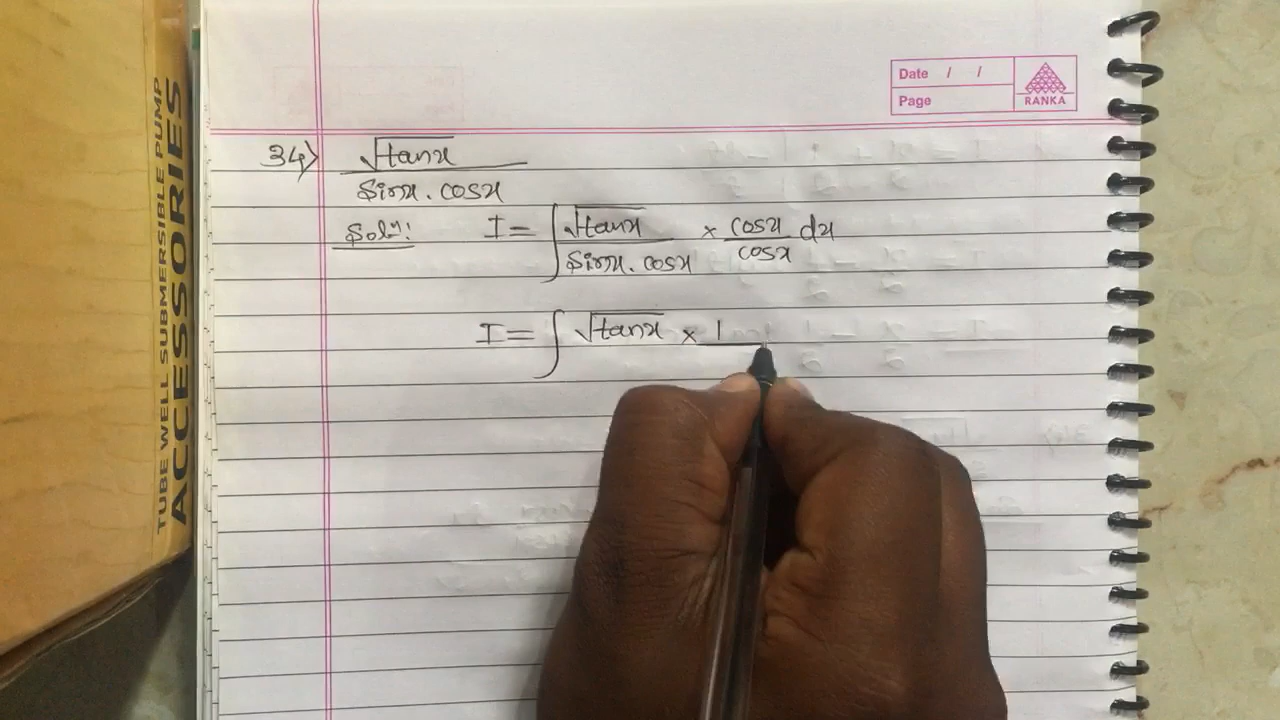 TUBE WELL SUBMERSIBLE PUMP
ACCESSORIES
Date / /
Page
RANKA
34) √tanx / sinx . cosx
Solⁿ: I = ∫ √tanx / sinx . cosx × cosx / cosx dx
I = ∫ √tanx × 1